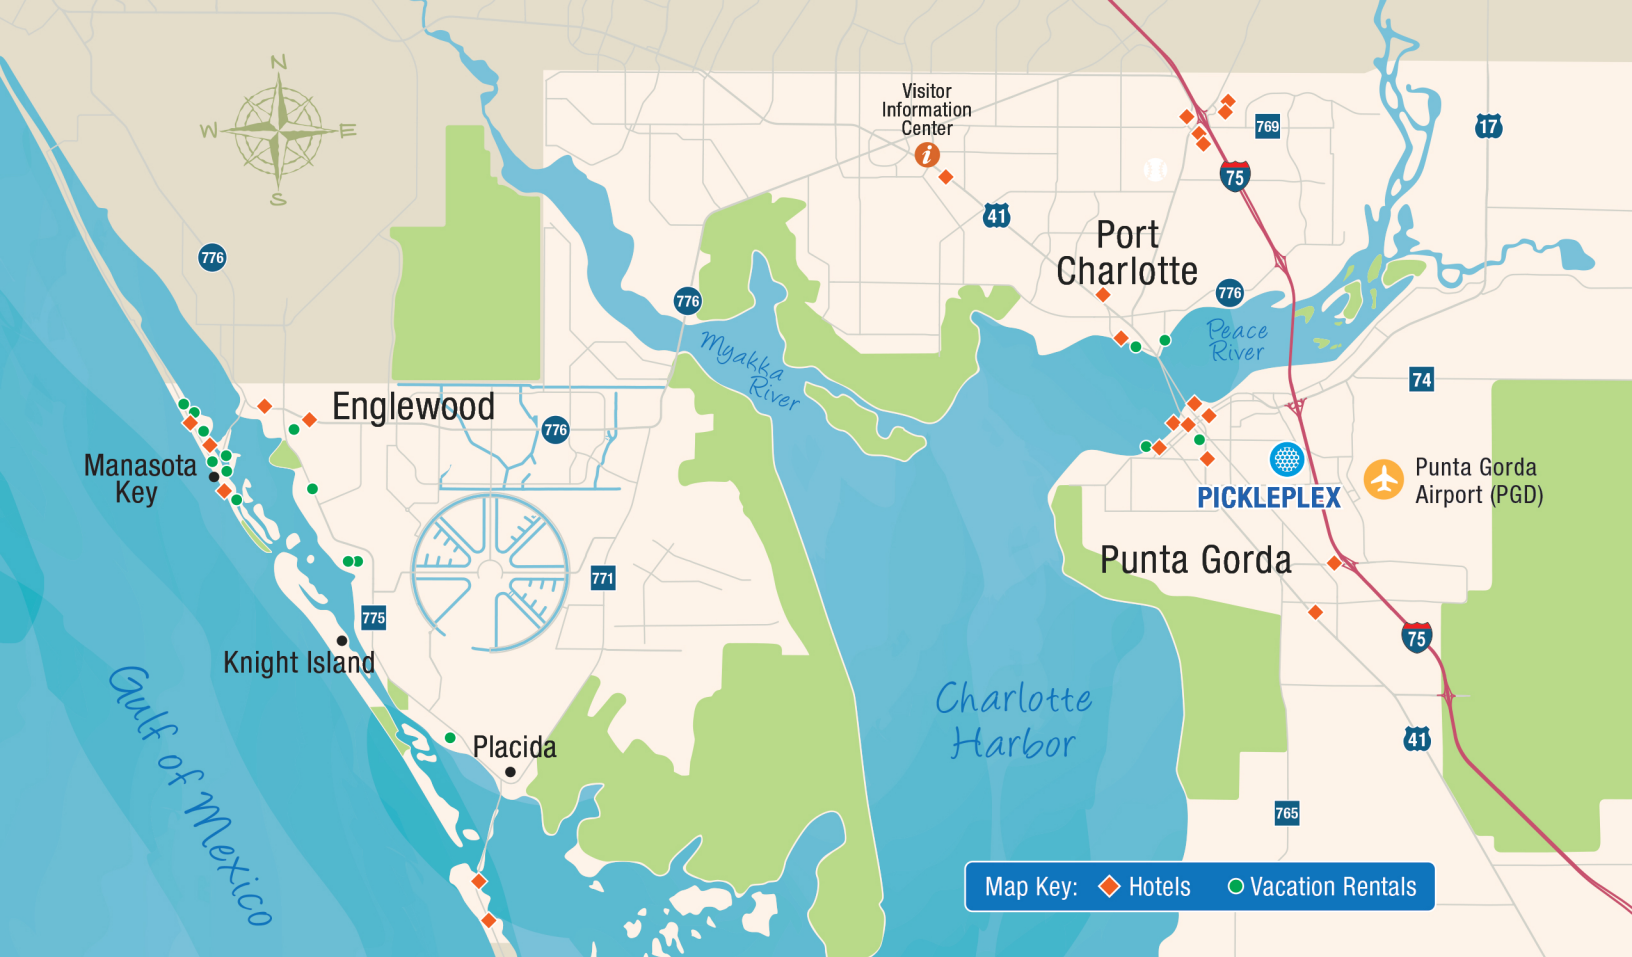 N
W
E
S
Visitor
Information
Center
i
769
17
75
41
776
Port
Charlotte
776
776
Peace
River
Myakka
River
74
Englewood
776
Manasota
Key
PICKLEPLEX
Punta Gorda
Airport (PGD)
Punta Gorda
771
775
75
Knight Island
Gulf of Mexico
Charlotte
Harbor
41
Placida
765
Map Key:
Hotels
Vacation Rentals